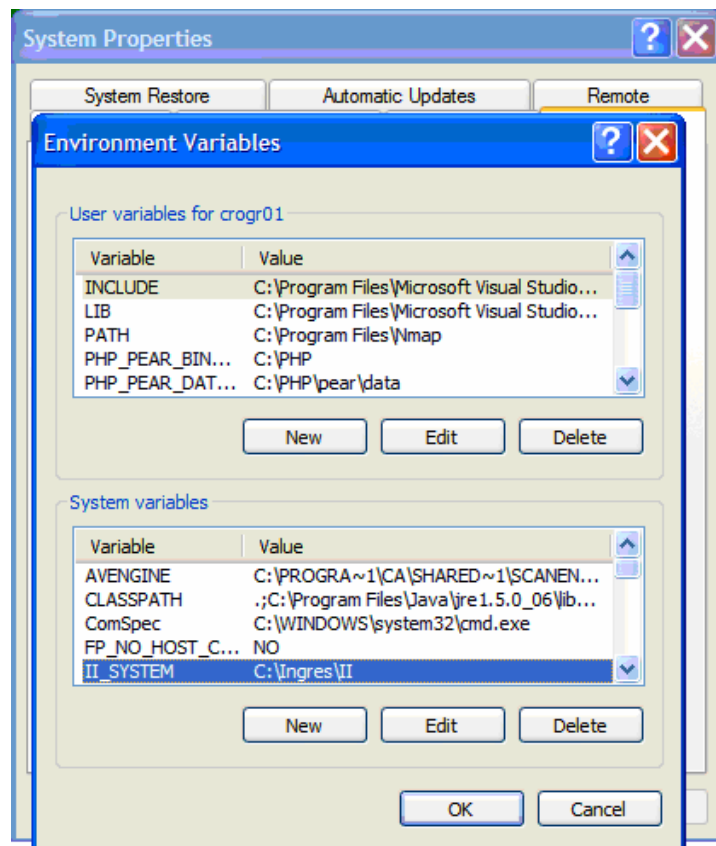 System Properties
System Restore Automatic Updates Remote
Environment Variables
User variables for crogr01
Variable Value
INCLUDE C:\Program Files\Microsoft Visual Studio...
LIB C:\Program Files\Microsoft Visual Studio...
PATH C:\Program Files\Nmap
PHP_PEAR_BIN... C:\PHP
PHP_PEAR_DAT... C:\PHP\pear\data
New Edit Delete
System variables
Variable Value
AVENGINE C:\PROGRA~1\CA\SHARED~1\SCANEN...
CLASSPATH .;C:\Program Files\Java\jre1.5.0_06\lib...
ComSpec C:\WINDOWS\system32\cmd.exe
FP_NO_HOST_C... NO
II_SYSTEM C:\Ingres\II
New Edit Delete
OK Cancel